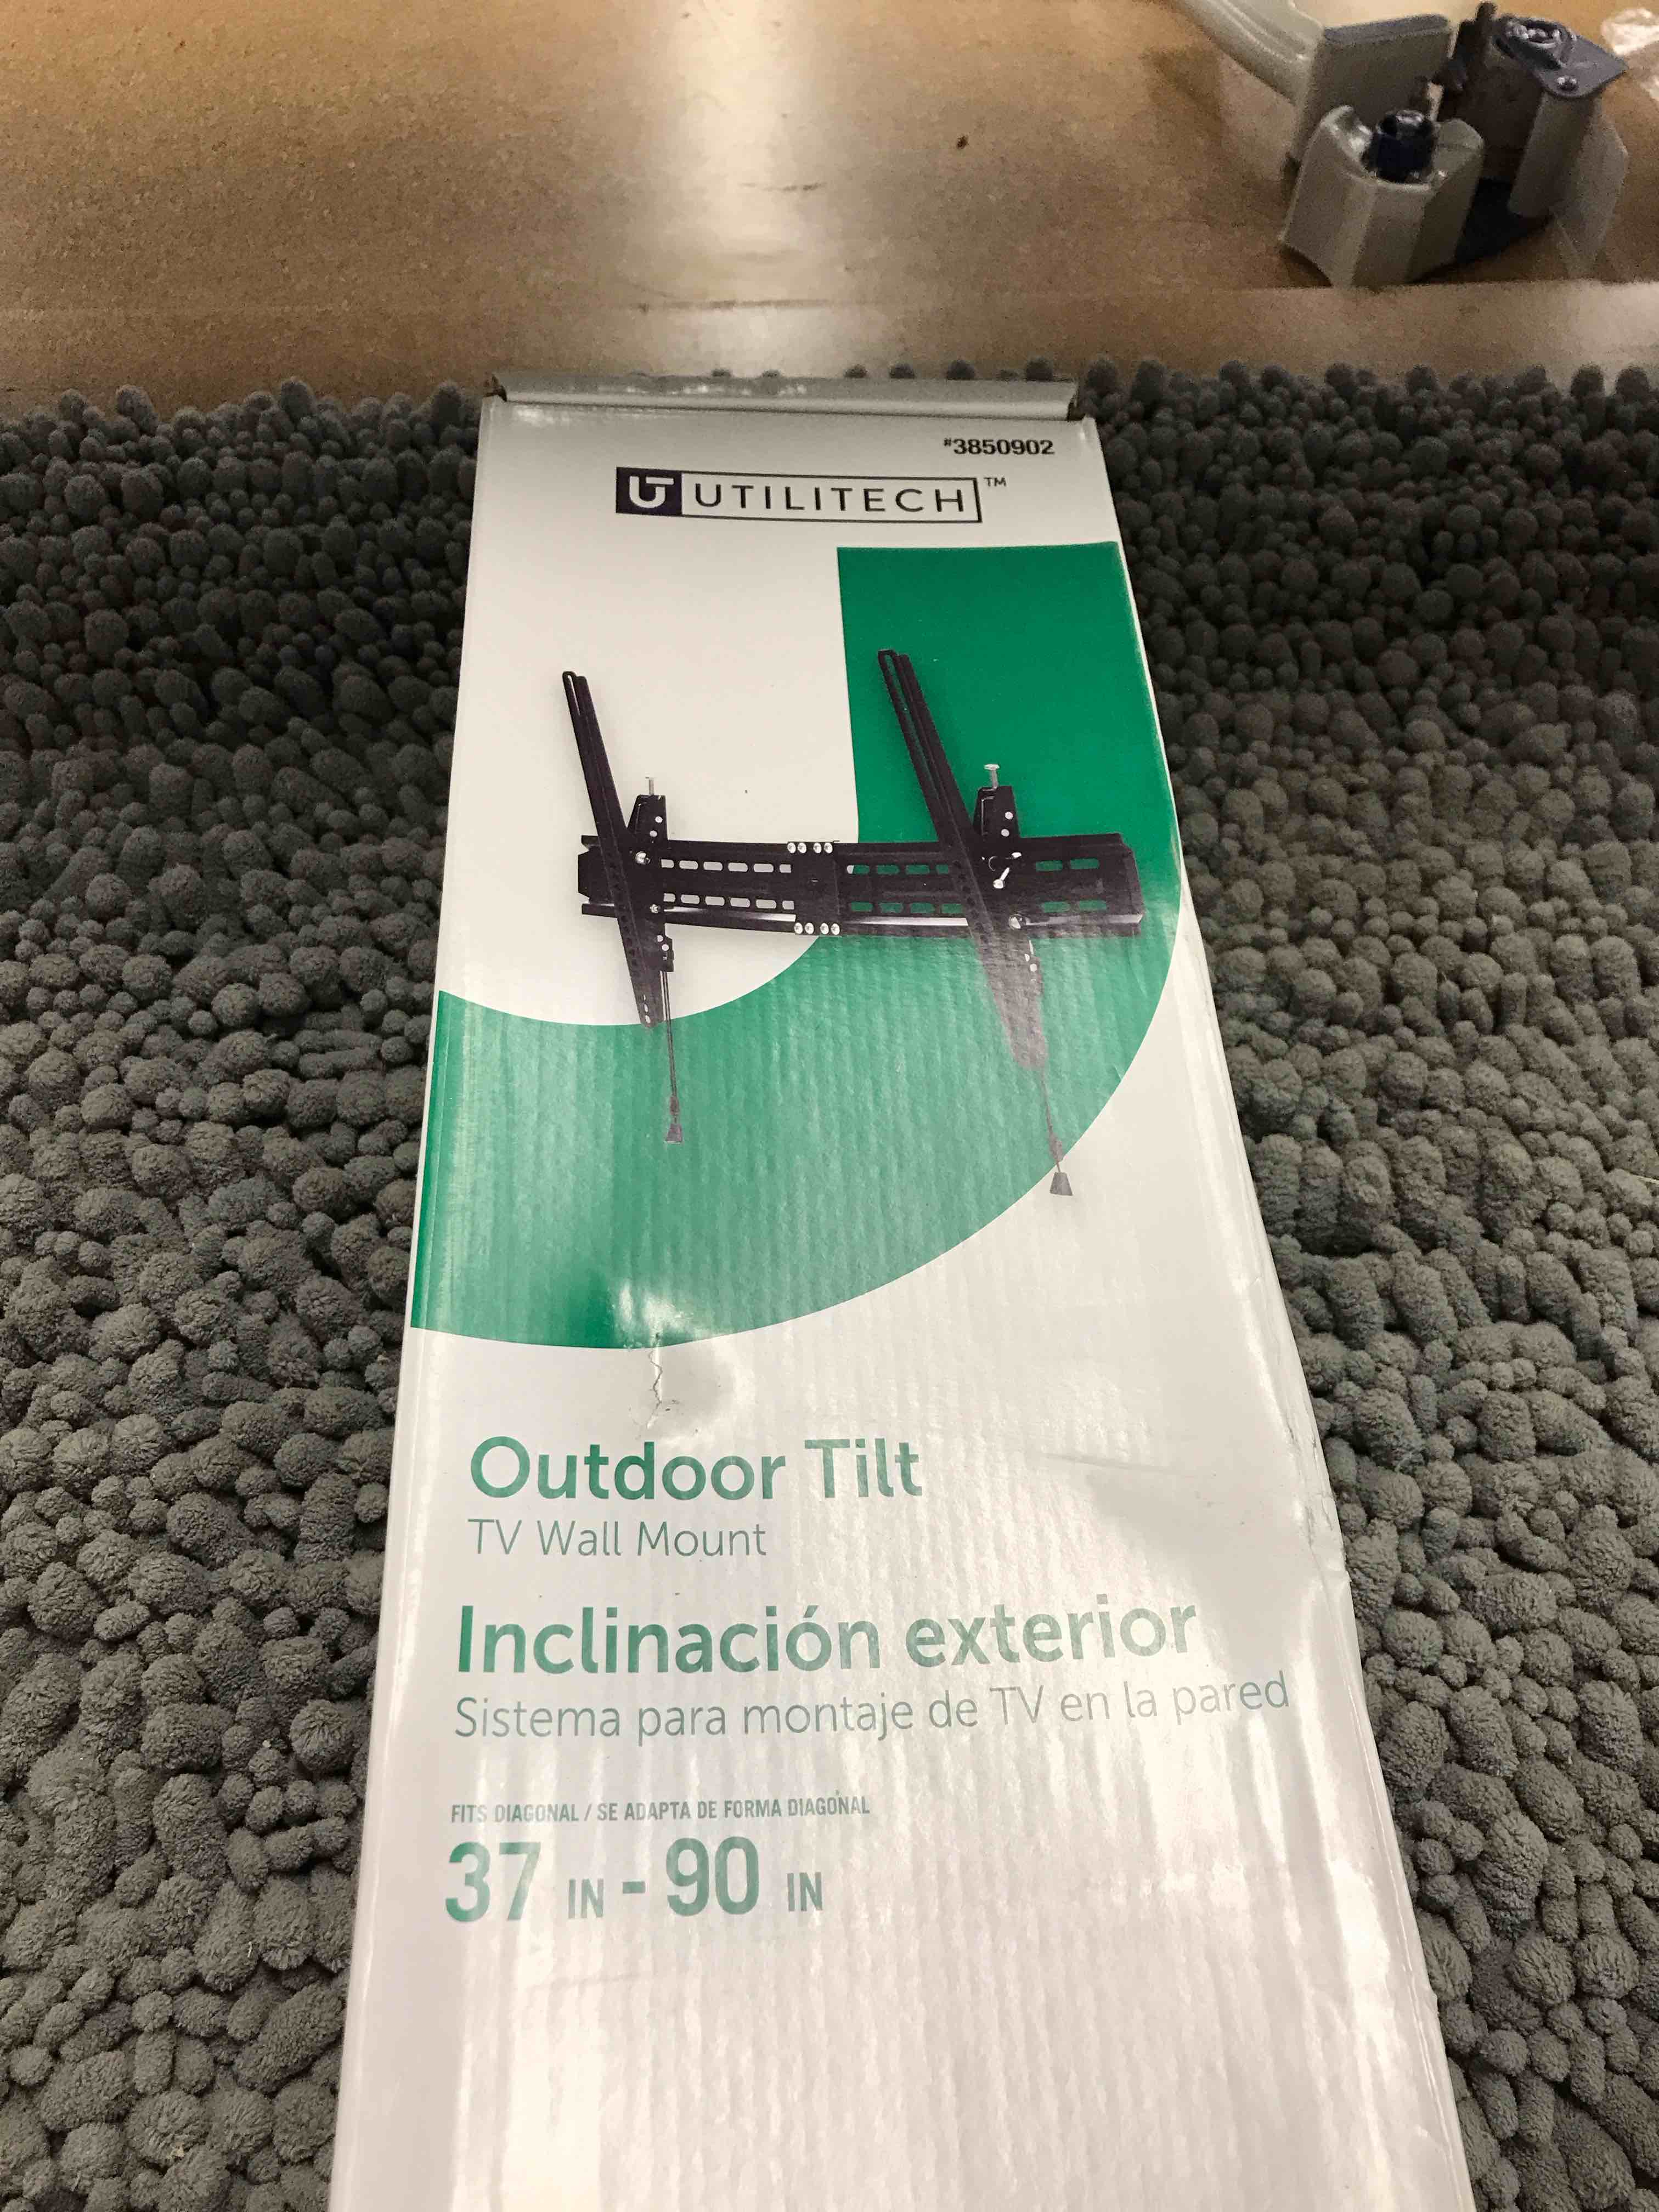 #3850902
UT UTILITECH™
Outdoor Tilt
TV Wall Mount
Inclinación exterior
Sistema para montaje de TV en la pared
FITS DIAGONAL / SE ADAPTA DE FORMA DIAGONAL
37 IN - 90 IN